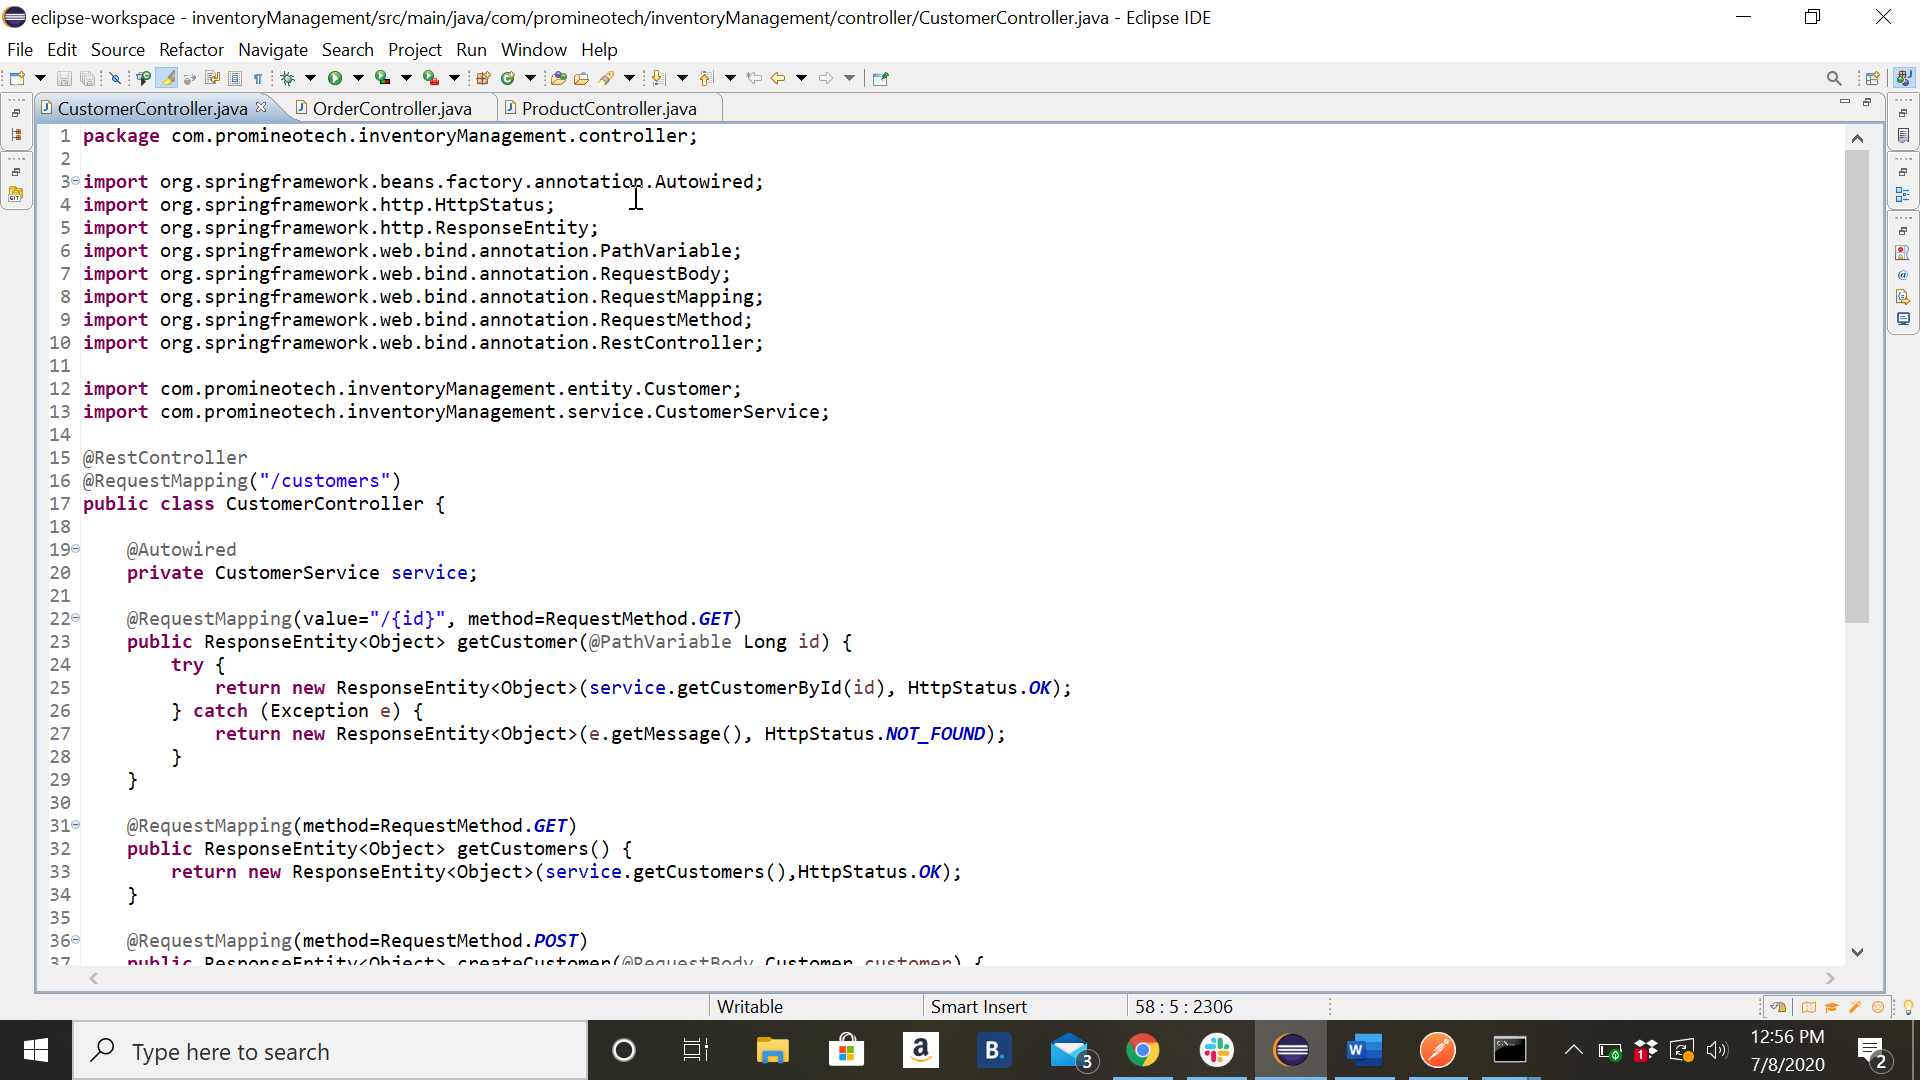 eclipse-workspace - inventoryManagement/src/main/java/com/promineotech/inventoryManagement/controller/CustomerController.java - Eclipse IDE
File Edit Source Refactor Navigate Search Project Run Window Help
CustomerController.java OrderController.java ProductController.java
1 package com.promineotech.inventoryManagement.controller;
2
3 import org.springframework.beans.factory.annotation.Autowired;
4 import org.springframework.http.HttpStatus;
5 import org.springframework.http.ResponseEntity;
6 import org.springframework.web.bind.annotation.PathVariable;
7 import org.springframework.web.bind.annotation.RequestBody;
8 import org.springframework.web.bind.annotation.RequestMapping;
9 import org.springframework.web.bind.annotation.RequestMethod;
10 import org.springframework.web.bind.annotation.RestController;
11
12 import com.promineotech.inventoryManagement.entity.Customer;
13 import com.promineotech.inventoryManagement.service.CustomerService;
14
15 @RestController
16 @RequestMapping("/customers")
17 public class CustomerController {
18
19 @Autowired
20 private CustomerService service;
21
22 @RequestMapping(value="/{id}", method=RequestMethod.GET)
23 public ResponseEntity<Object> getCustomer(@PathVariable Long id) {
24 try {
25 return new ResponseEntity<Object>(service.getCustomerById(id), HttpStatus.OK);
26 } catch (Exception e) {
27 return new ResponseEntity<Object>(e.getMessage(), HttpStatus.NOT_FOUND);
28 }
29 }
30
31 @RequestMapping(method=RequestMethod.GET)
32 public ResponseEntity<Object> getCustomers() {
33 return new ResponseEntity<Object>(service.getCustomers(),HttpStatus.OK);
34 }
35
36 @RequestMapping(method=RequestMethod.POST)
37 public ResponseEntity<Object> createCustomer(@RequestBody Customer customer) {
Writable Smart Insert 58 : 5 : 2306
Type here to search
12:56 PM
7/8/2020